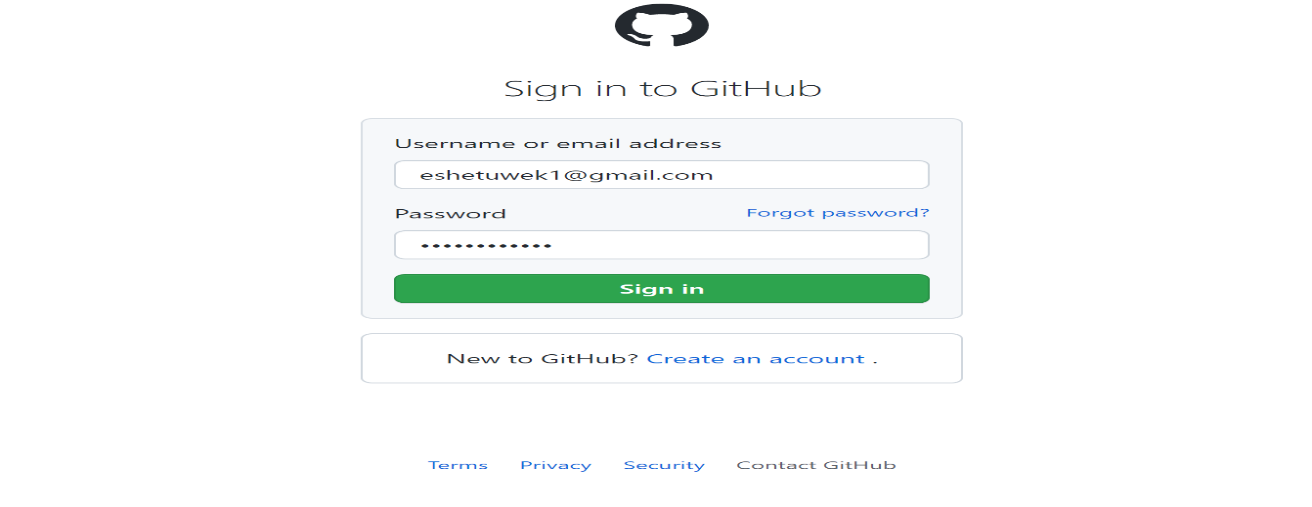 Sign in to GitHub
Username or email address
eshetuwek1@gmail.com
Password Forgot password?
••••••••••••
Sign in
New to GitHub? Create an account .
Terms Privacy Security Contact GitHub